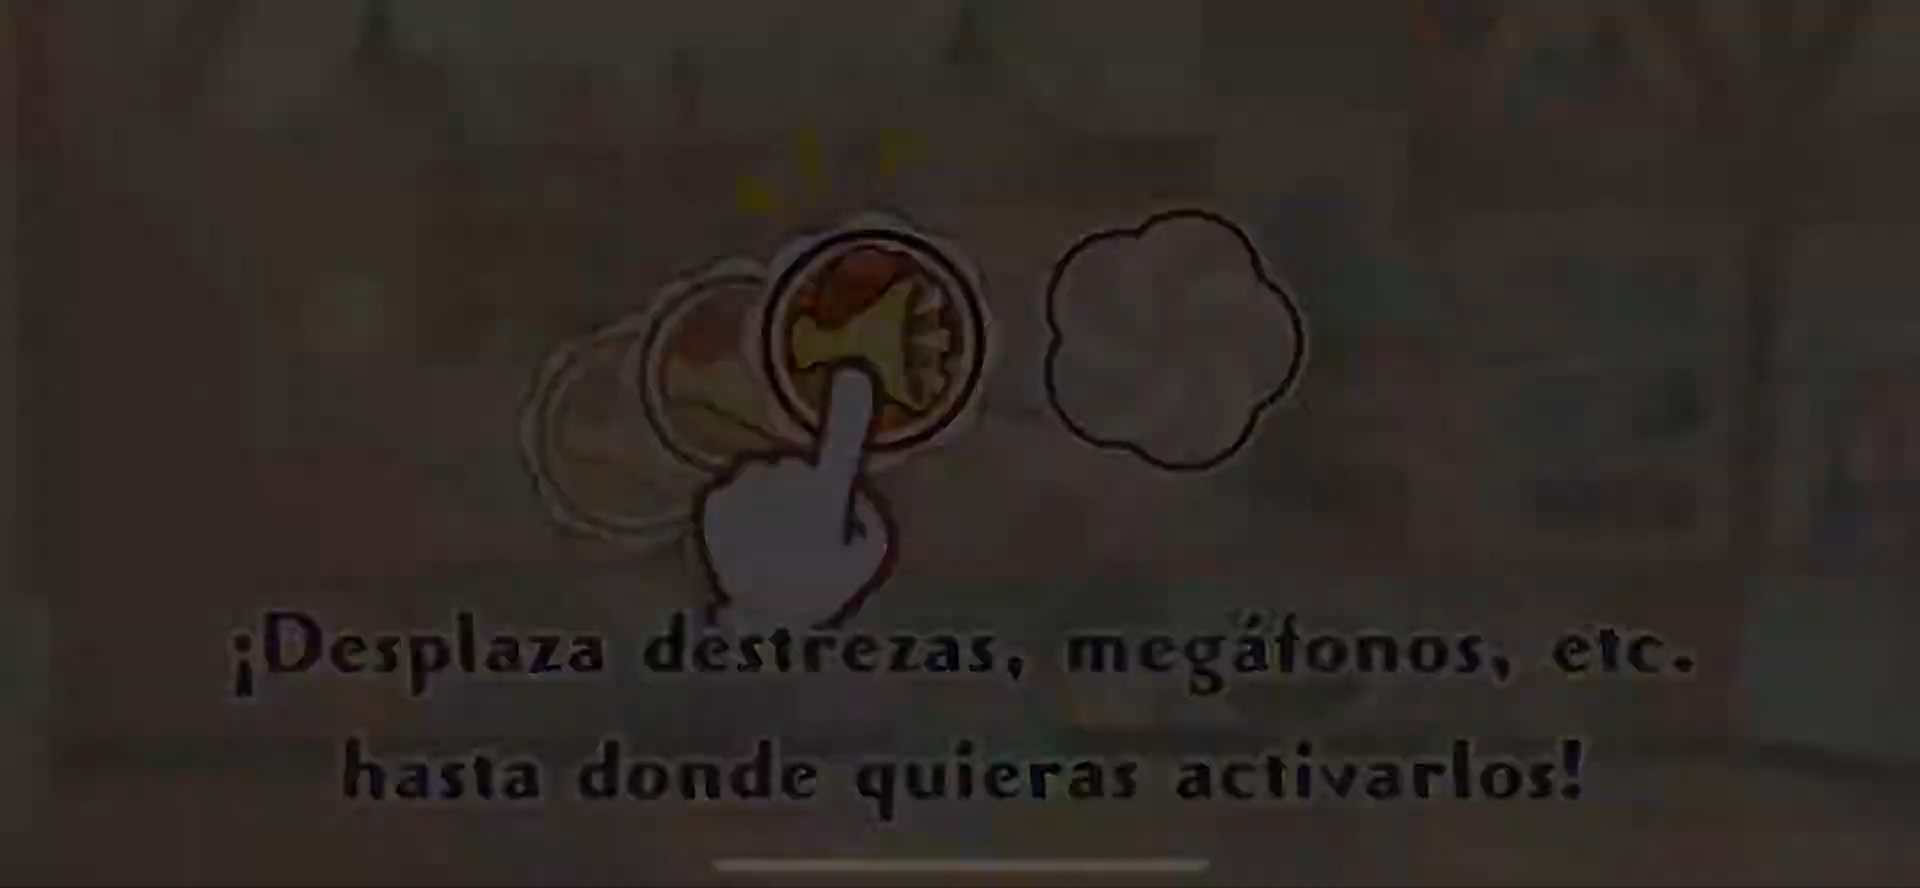 ¡Desplaza destrezas, megáfonos, etc.
hasta donde quieras activarlos!